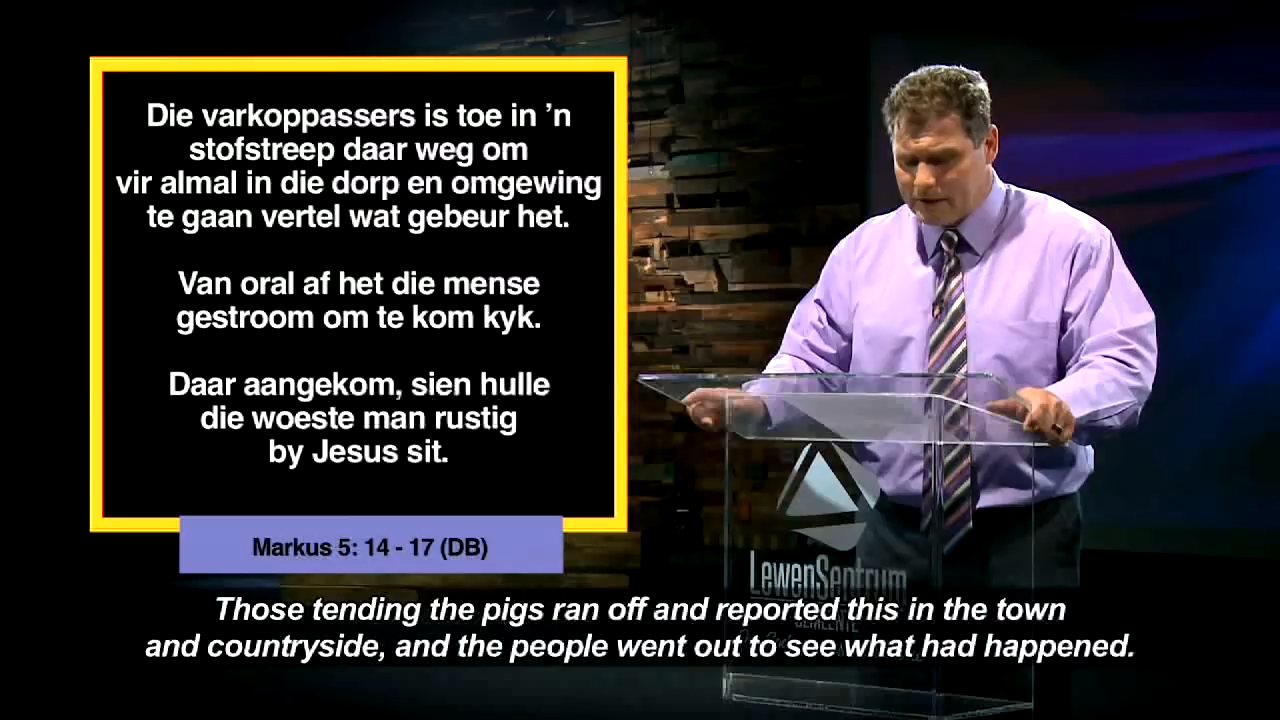 Die varkoppassers is toe in ’n
stofstreep daar weg om
vir almal in die dorp en omgewing
te gaan vertel wat gebeur het.
Van oral af het die mense
gestroom om te kom kyk.
Daar aangekom, sien hulle
die woeste man rustig
by Jesus sit.
Markus 5: 14 - 17 (DB)
LewenSentrum
GEMEENTE
Those tending the pigs ran off and reported this in the town
and countryside, and the people went out to see what had happened.